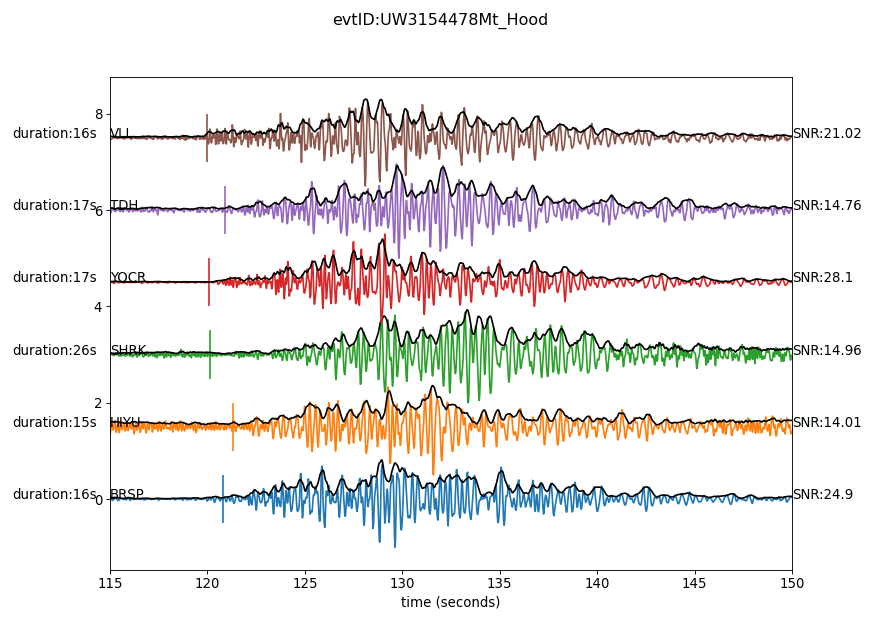 evtID:UW3154478Mt_Hood
8
duration:16s VLL SNR:21.02
duration:17s TDH SNR:14.76
6
duration:17s YOCR SNR:28.1
4
duration:26s SHRK SNR:14.96
2
duration:15s HIYU SNR:14.01
duration:16s BRSP SNR:24.9
0
115 120 125 130 135 140 145 150
time (seconds)